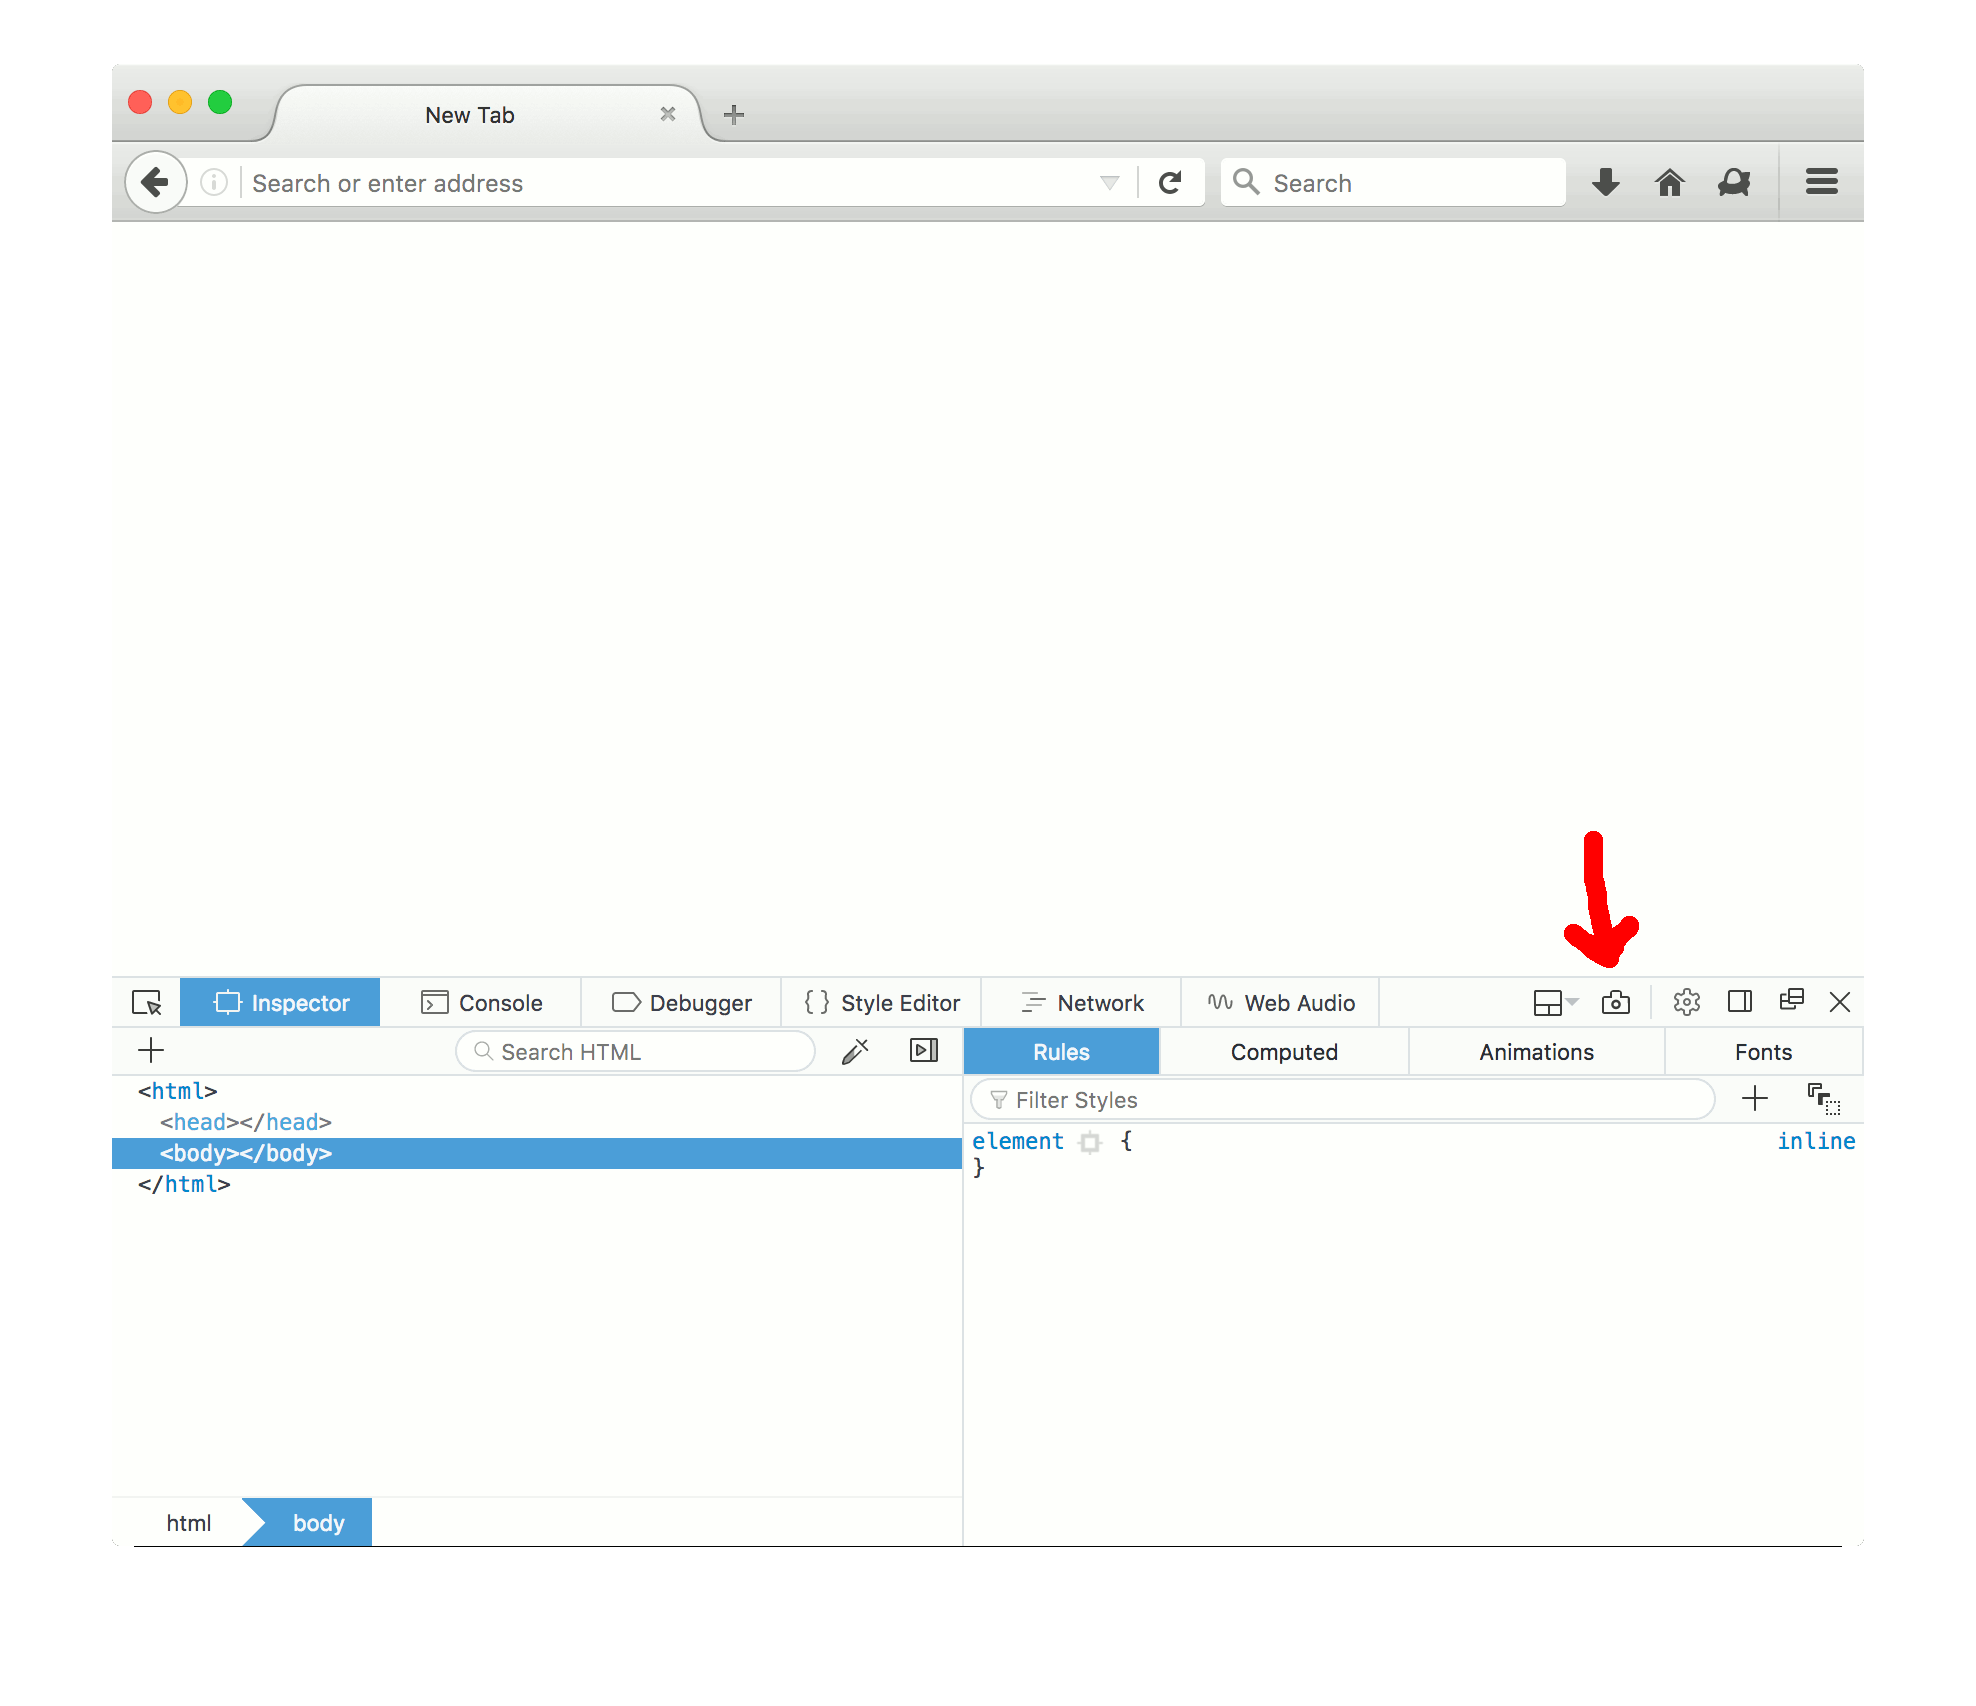 New Tab
Search or enter address
Search
Inspector Console Debugger { } Style Editor Network Web Audio
Search HTML
Rules Computed Animations Fonts
<html>
<head></head>
<body></body>
</html>
Filter Styles
element { inline
}
html body